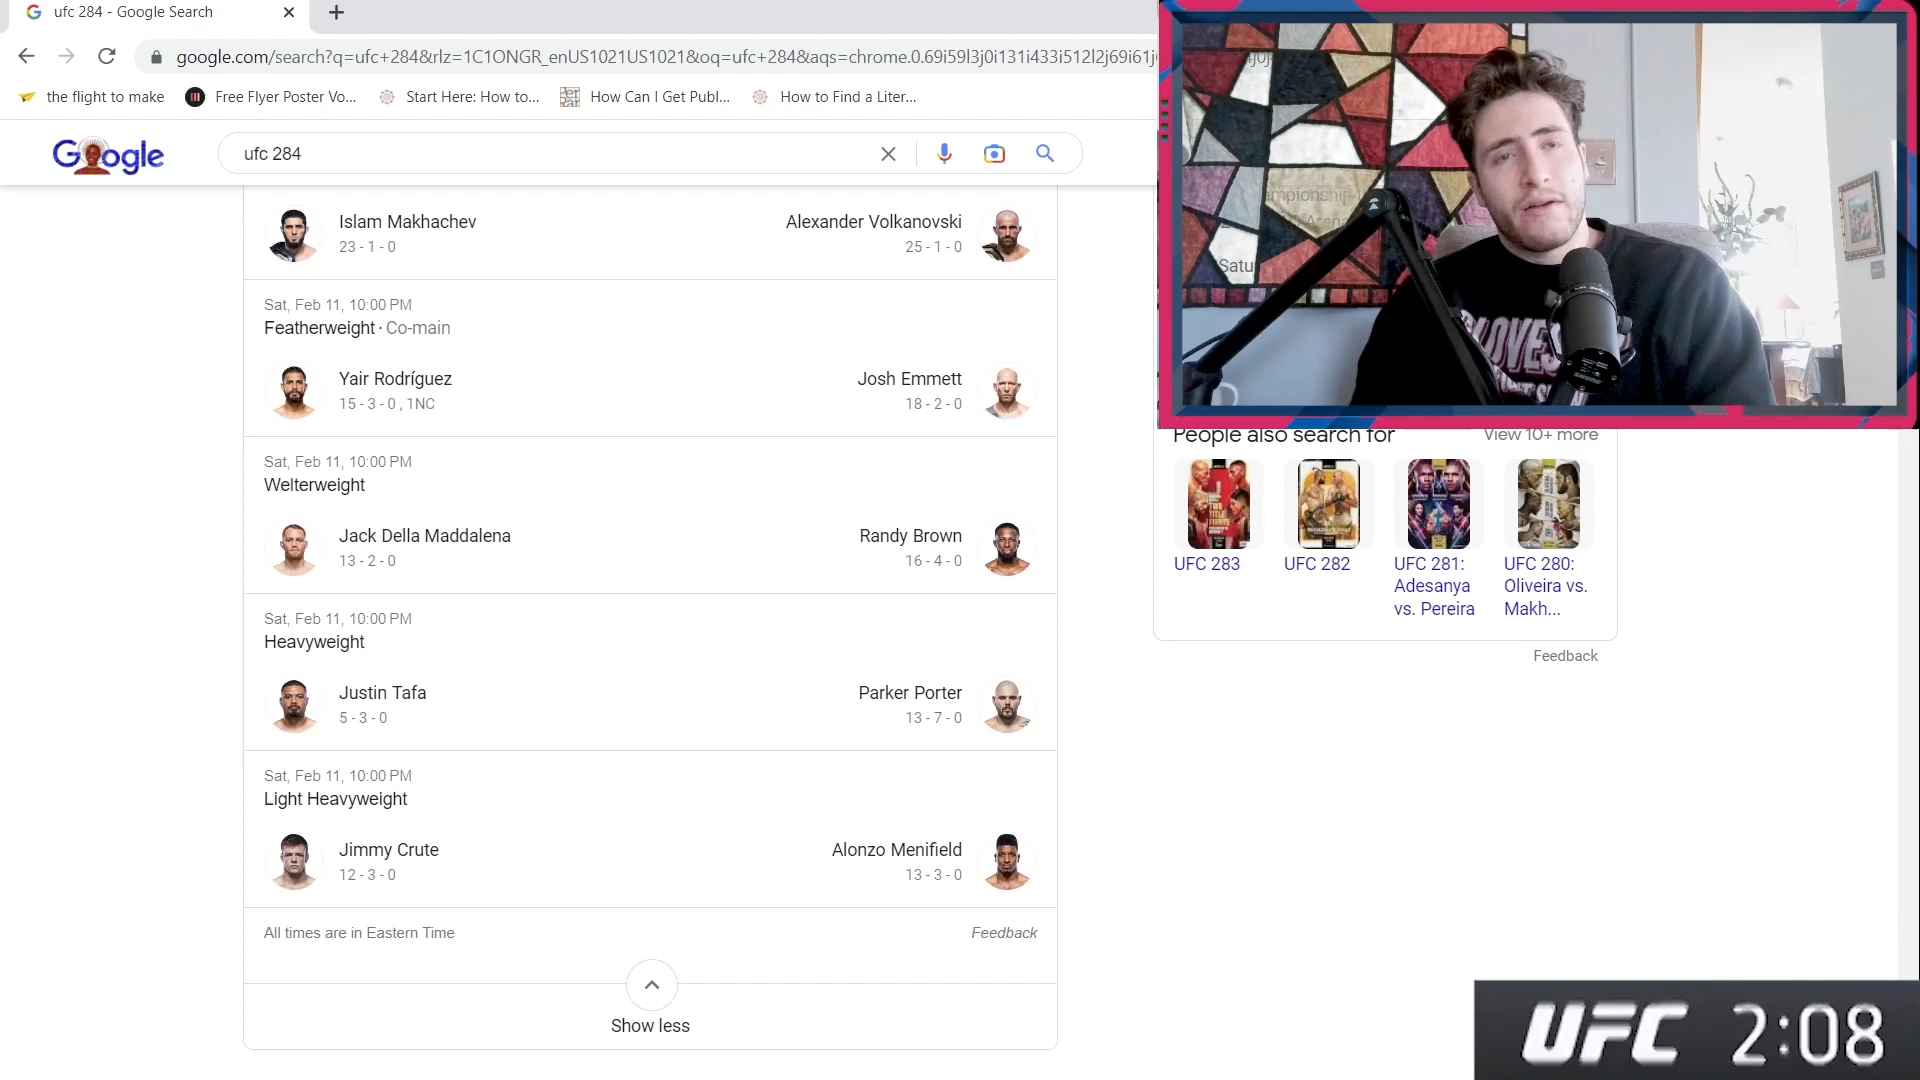 ufc 284 - Google Search
google.com/search?q=ufc+284&rlz=1C1ONGR_enUS1021US1021&oq=ufc+284&aqs=chrome.0.69i59l3j0i131i433i512l2j69i61j
the flight to make
Free Flyer Poster Vo...
Start Here: How to...
How Can I Get Publ...
How to Find a Liter...
Google
ufc 284
Islam Makhachev
23 - 1 - 0
Alexander Volkanovski
25 - 1 - 0
Sat, Feb 11, 10:00 PM
Featherweight · Co-main
Yair Rodríguez
15 - 3 - 0 , 1NC
Josh Emmett
18 - 2 - 0
Sat, Feb 11, 10:00 PM
Welterweight
Jack Della Maddalena
13 - 2 - 0
Randy Brown
16 - 4 - 0
Sat, Feb 11, 10:00 PM
Heavyweight
Justin Tafa
5 - 3 - 0
Parker Porter
13 - 7 - 0
Sat, Feb 11, 10:00 PM
Light Heavyweight
Jimmy Crute
12 - 3 - 0
Alonzo Menifield
13 - 3 - 0
All times are in Eastern Time
Feedback
Show less
Satu
People also search for
View 10+ more
UFC 283
UFC 282
UFC 281:
Adesanya
vs. Pereira
UFC 280:
Oliveira vs.
Makh...
Feedback
UFC 2:08